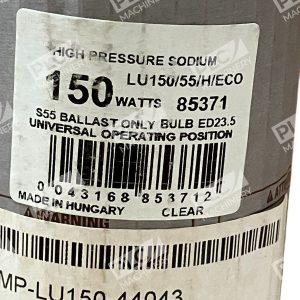 HIGH PRESSURE SODIUM
LU150/55/H/ECO
150 WATTS 85371
S55 BALLAST ONLY BULB ED23.5
UNIVERSAL OPERATING POSITION
0 043168 853712
MADE IN HUNGARY CLEAR
WARNING
MP-LU150-44043